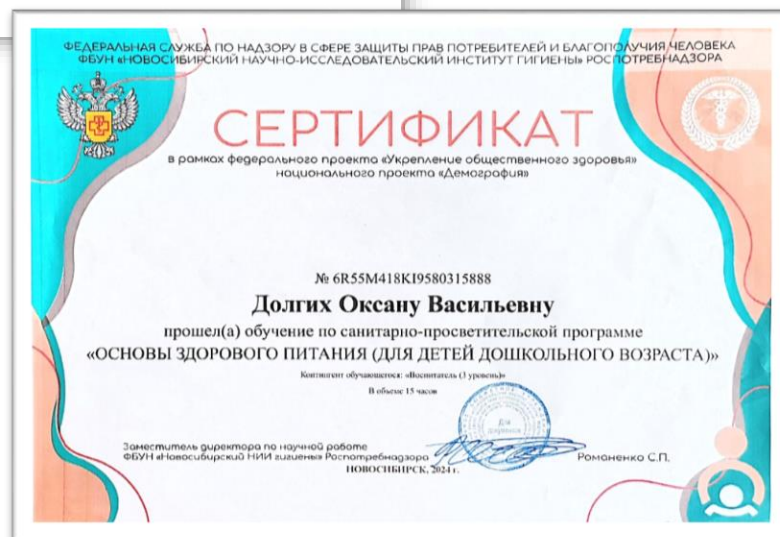 ФЕДЕРАЛЬНАЯ СЛУЖБА ПО НАДЗОРУ В СФЕРЕ ЗАЩИТЫ ПРАВ ПОТРЕБИТЕЛЕЙ И БЛАГОПОЛУЧИЯ ЧЕЛОВЕКА
ФБУН «НОВОСИБИРСКИЙ НАУЧНО-ИССЛЕДОВАТЕЛЬСКИЙ ИНСТИТУТ ГИГИЕНЫ» РОСПОТРЕБНАДЗОРА
СЕРТИФИКАТ
в рамках федерального проекта «Укрепление общественного здоровья»
национального проекта «Демография»
№ 6R55M418KI9580315888
Долгих Оксану Васильевну
прошел(а) обучение по санитарно-просветительской программе
«ОСНОВЫ ЗДОРОВОГО ПИТАНИЯ (ДЛЯ ДЕТЕЙ ДОШКОЛЬНОГО ВОЗРАСТА)»
Контингент обучающегося: «Воспитатель (3 уровень)»
В объеме 15 часов
Для
документов
Заместитель директора по научной работе
ФБУН «Новосибирский НИИ гигиены» Роспотребнадзора
Романенко С.П.
НОВОСИБИРСК, 2024 г.